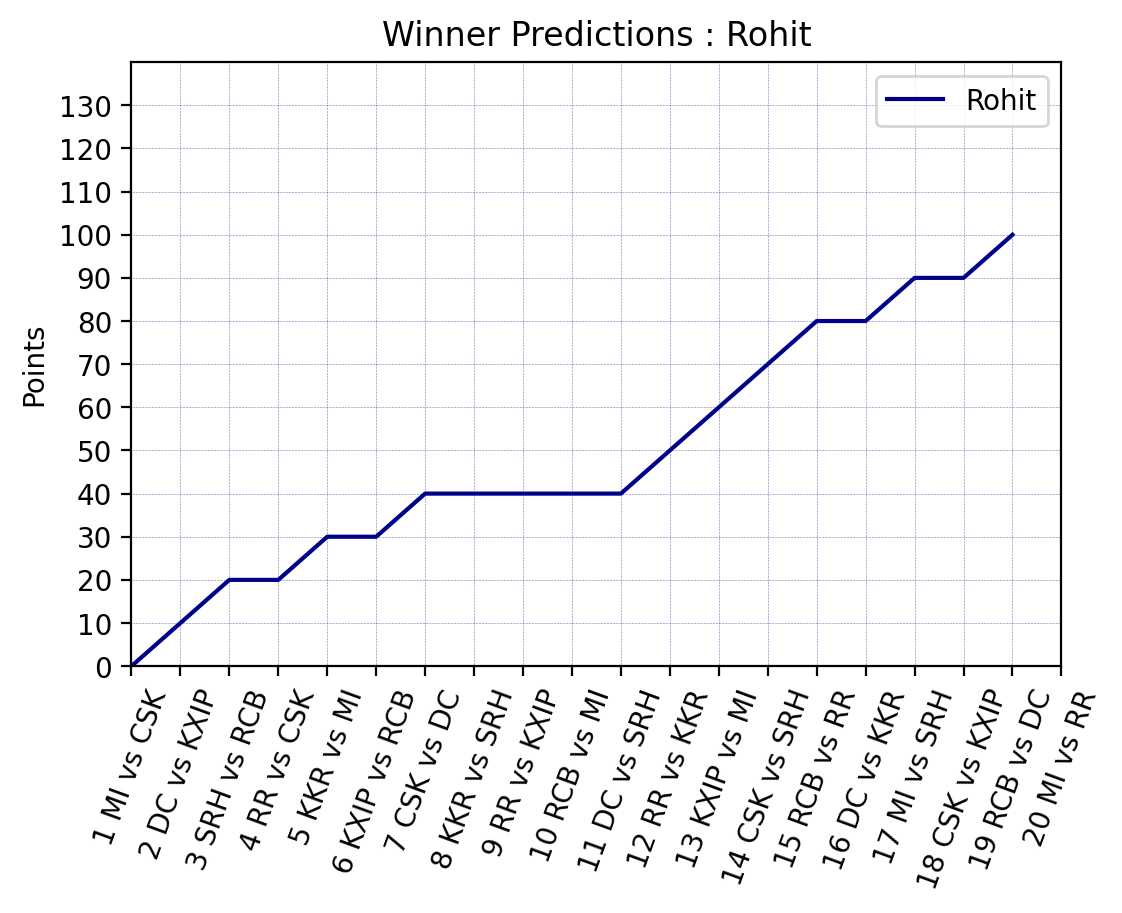 Winner Predictions : Rohit
Rohit
Points
130
120
110
100
90
80
70
60
50
40
30
20
10
0
1 MI vs CSK
2 DC vs KXIP
3 SRH vs RCB
4 RR vs CSK
5 KKR vs MI
6 KXIP vs RCB
7 CSK vs DC
8 KKR vs SRH
9 RR vs KXIP
10 RCB vs MI
11 DC vs SRH
12 RR vs KKR
13 KXIP vs MI
14 CSK vs SRH
15 RCB vs RR
16 DC vs KKR
17 MI vs SRH
18 CSK vs KXIP
19 RCB vs DC
20 MI vs RR